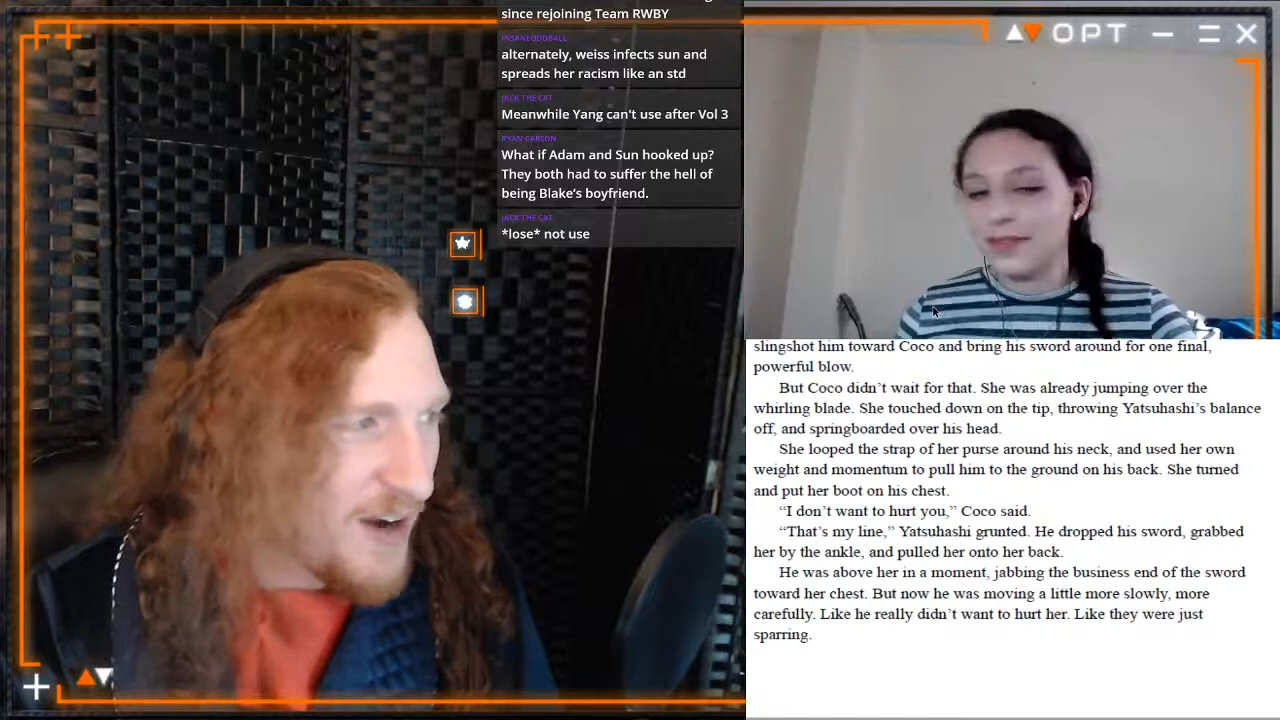 since rejoining Team RWBY
INSANEODDBALL
alternately, weiss infects sun and
spreads her racism like an std
JACK THE CAT
Meanwhile Yang can't use after Vol 3
RYAN CARSON
What if Adam and Sun hooked up?
They both had to suffer the hell of
being Blake's boyfriend.
JACK THE CAT
*lose* not use
OPT
slingshot him toward Coco and bring his sword around for one final,
powerful blow.
But Coco didn’t wait for that. She was already jumping over the
whirling blade. She touched down on the tip, throwing Yatsuhashi’s balance
off, and springboarded over his head.
She looped the strap of her purse around his neck, and used her own
weight and momentum to pull him to the ground on his back. She turned
and put her boot on his chest.
“I don’t want to hurt you,” Coco said.
“That’s my line,” Yatsuhashi grunted. He dropped his sword, grabbed
her by the ankle, and pulled her onto her back.
He was above her in a moment, jabbing the business end of the sword
toward her chest. But now he was moving a little more slowly, more
carefully. Like he really didn’t want to hurt her. Like they were just
sparring.